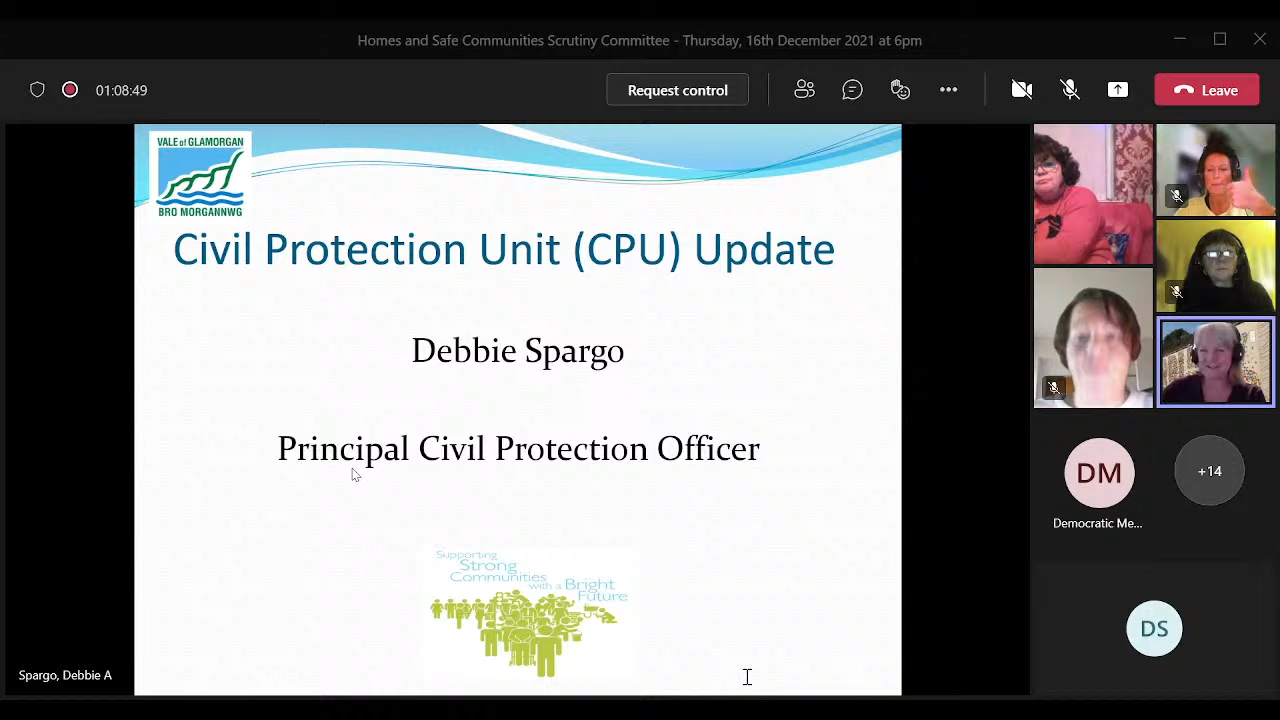 Homes and Safe Communities Scrutiny Committee - Thursday, 16th December 2021 at 6pm
01:08:49
Request control
Leave
VALE of GLAMORGAN
BRO MORGANNWG
Civil Protection Unit (CPU) Update
Debbie Spargo
Principal Civil Protection Officer
Supporting
Strong
Communities
with a Bright
Future
Spargo, Debbie A
DM
Democratic Me...
+14
DS